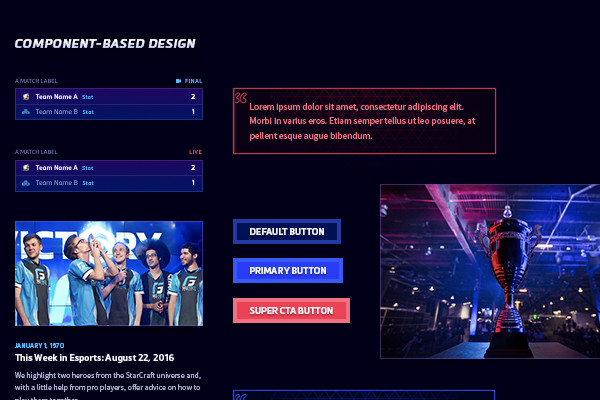 COMPONENT-BASED DESIGN
A MATCH LABEL
FINAL
Team Name A Stat 2
Team Name B Stat 1
A MATCH LABEL
LIVE
Team Name A Stat 2
Team Name B Stat 1
VICTORY
JANUARY 1, 1970
This Week in Esports: August 22, 2016
We highlight two heroes from the StarCraft universe and,
with a little help from pro players, offer advice on how to
Lorem ipsum dolor sit amet, consectetur adipiscing elit.
Morbi in varius eros. Etiam semper tellus ut leo posuere, at
pellent esque augue bibendum.
DEFAULT BUTTON
PRIMARY BUTTON
SUPER CTA BUTTON